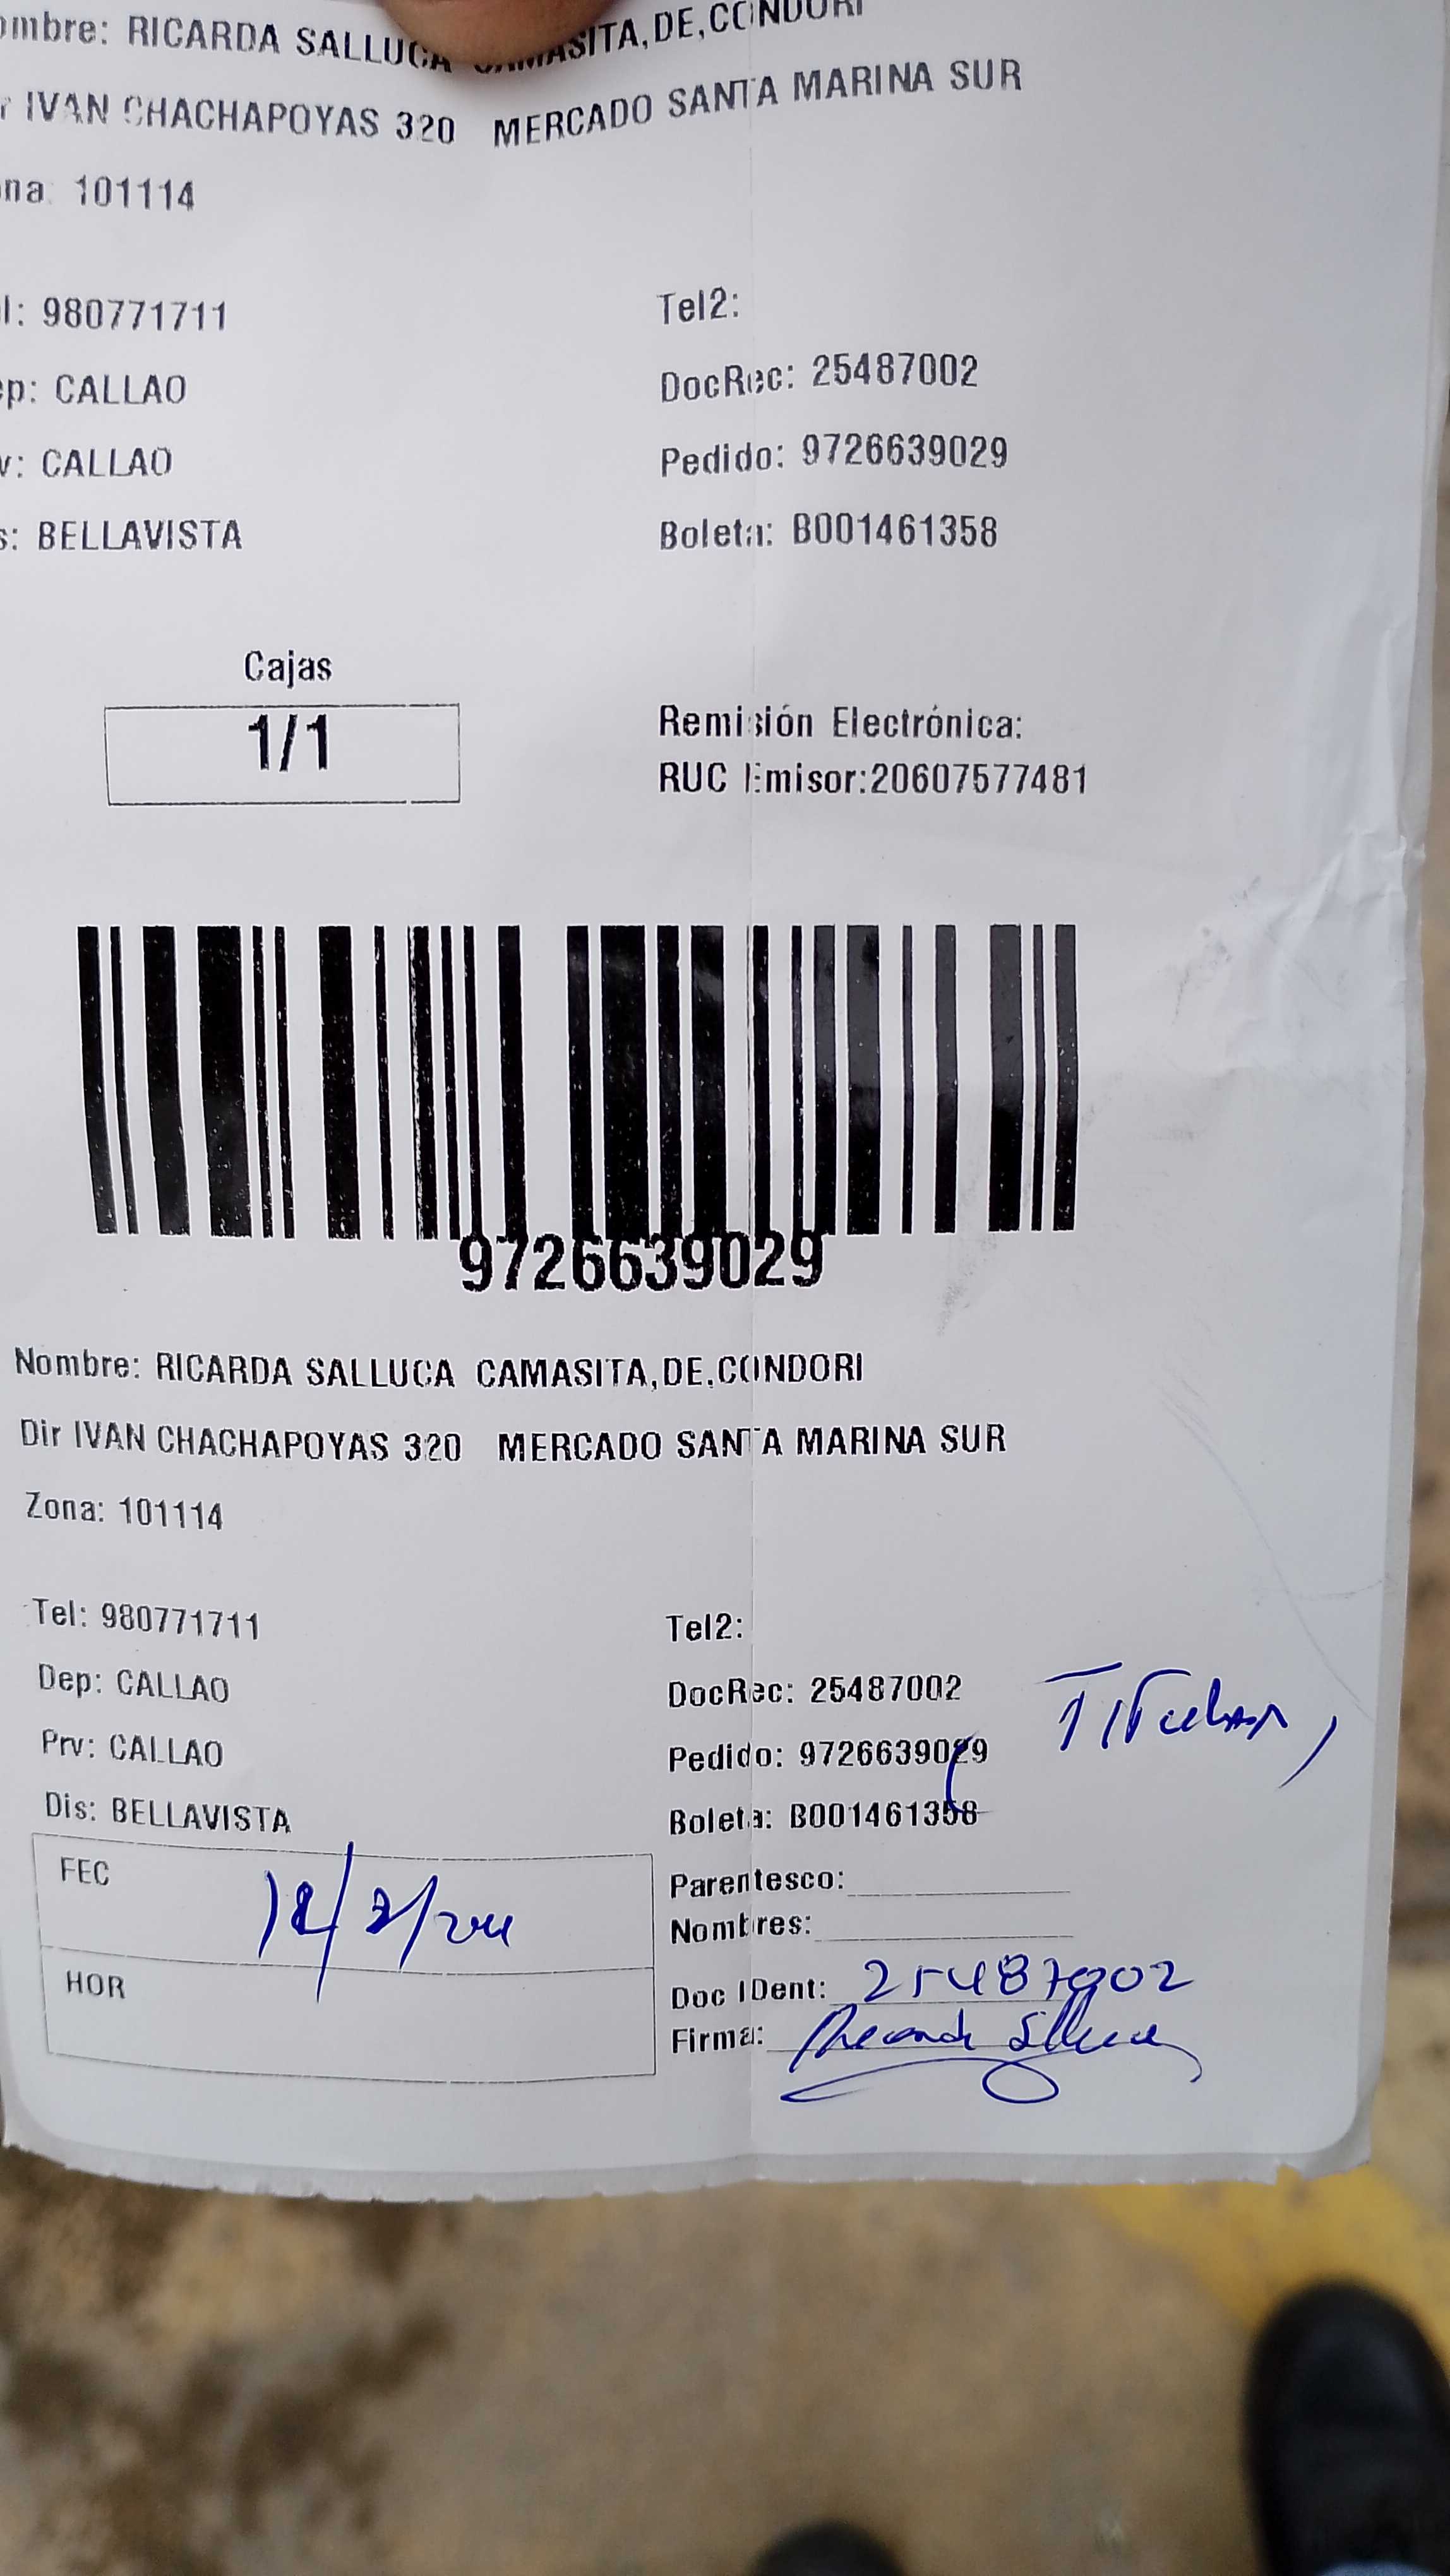 ombre: RICARDA SALLUCA CAMASITA,DE,CONDORI
r IVAN CHACHAPOYAS 320 MERCADO SANTA MARINA SUR
na: 101114
l: 980771711 Tel2:
ep: CALLAO DocRec: 25487002
v: CALLAO Pedido: 9726639029
s: BELLAVISTA Boleta: B001461358
Cajas
1/1
Remisión Electrónica:
RUC Emisor:20607577481
9726639029
Nombre: RICARDA SALLUCA CAMASITA,DE,CONDORI
Dir IVAN CHACHAPOYAS 320 MERCADO SANTA MARINA SUR
Zona: 101114
Tel: 980771711 Tel2:
Dep: CALLAO DocRec: 25487002
Titular
Prv: CALLAO Pedido: 9726639029
Dis: BELLAVISTA Boleta: B001461358
FEC
Parentesco:
Nombres:
HOR
Doc IDent: 25487002
Firma: